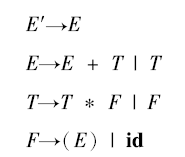 E′→E
E→E + T | T
T→T * F | F
F→(E) | id